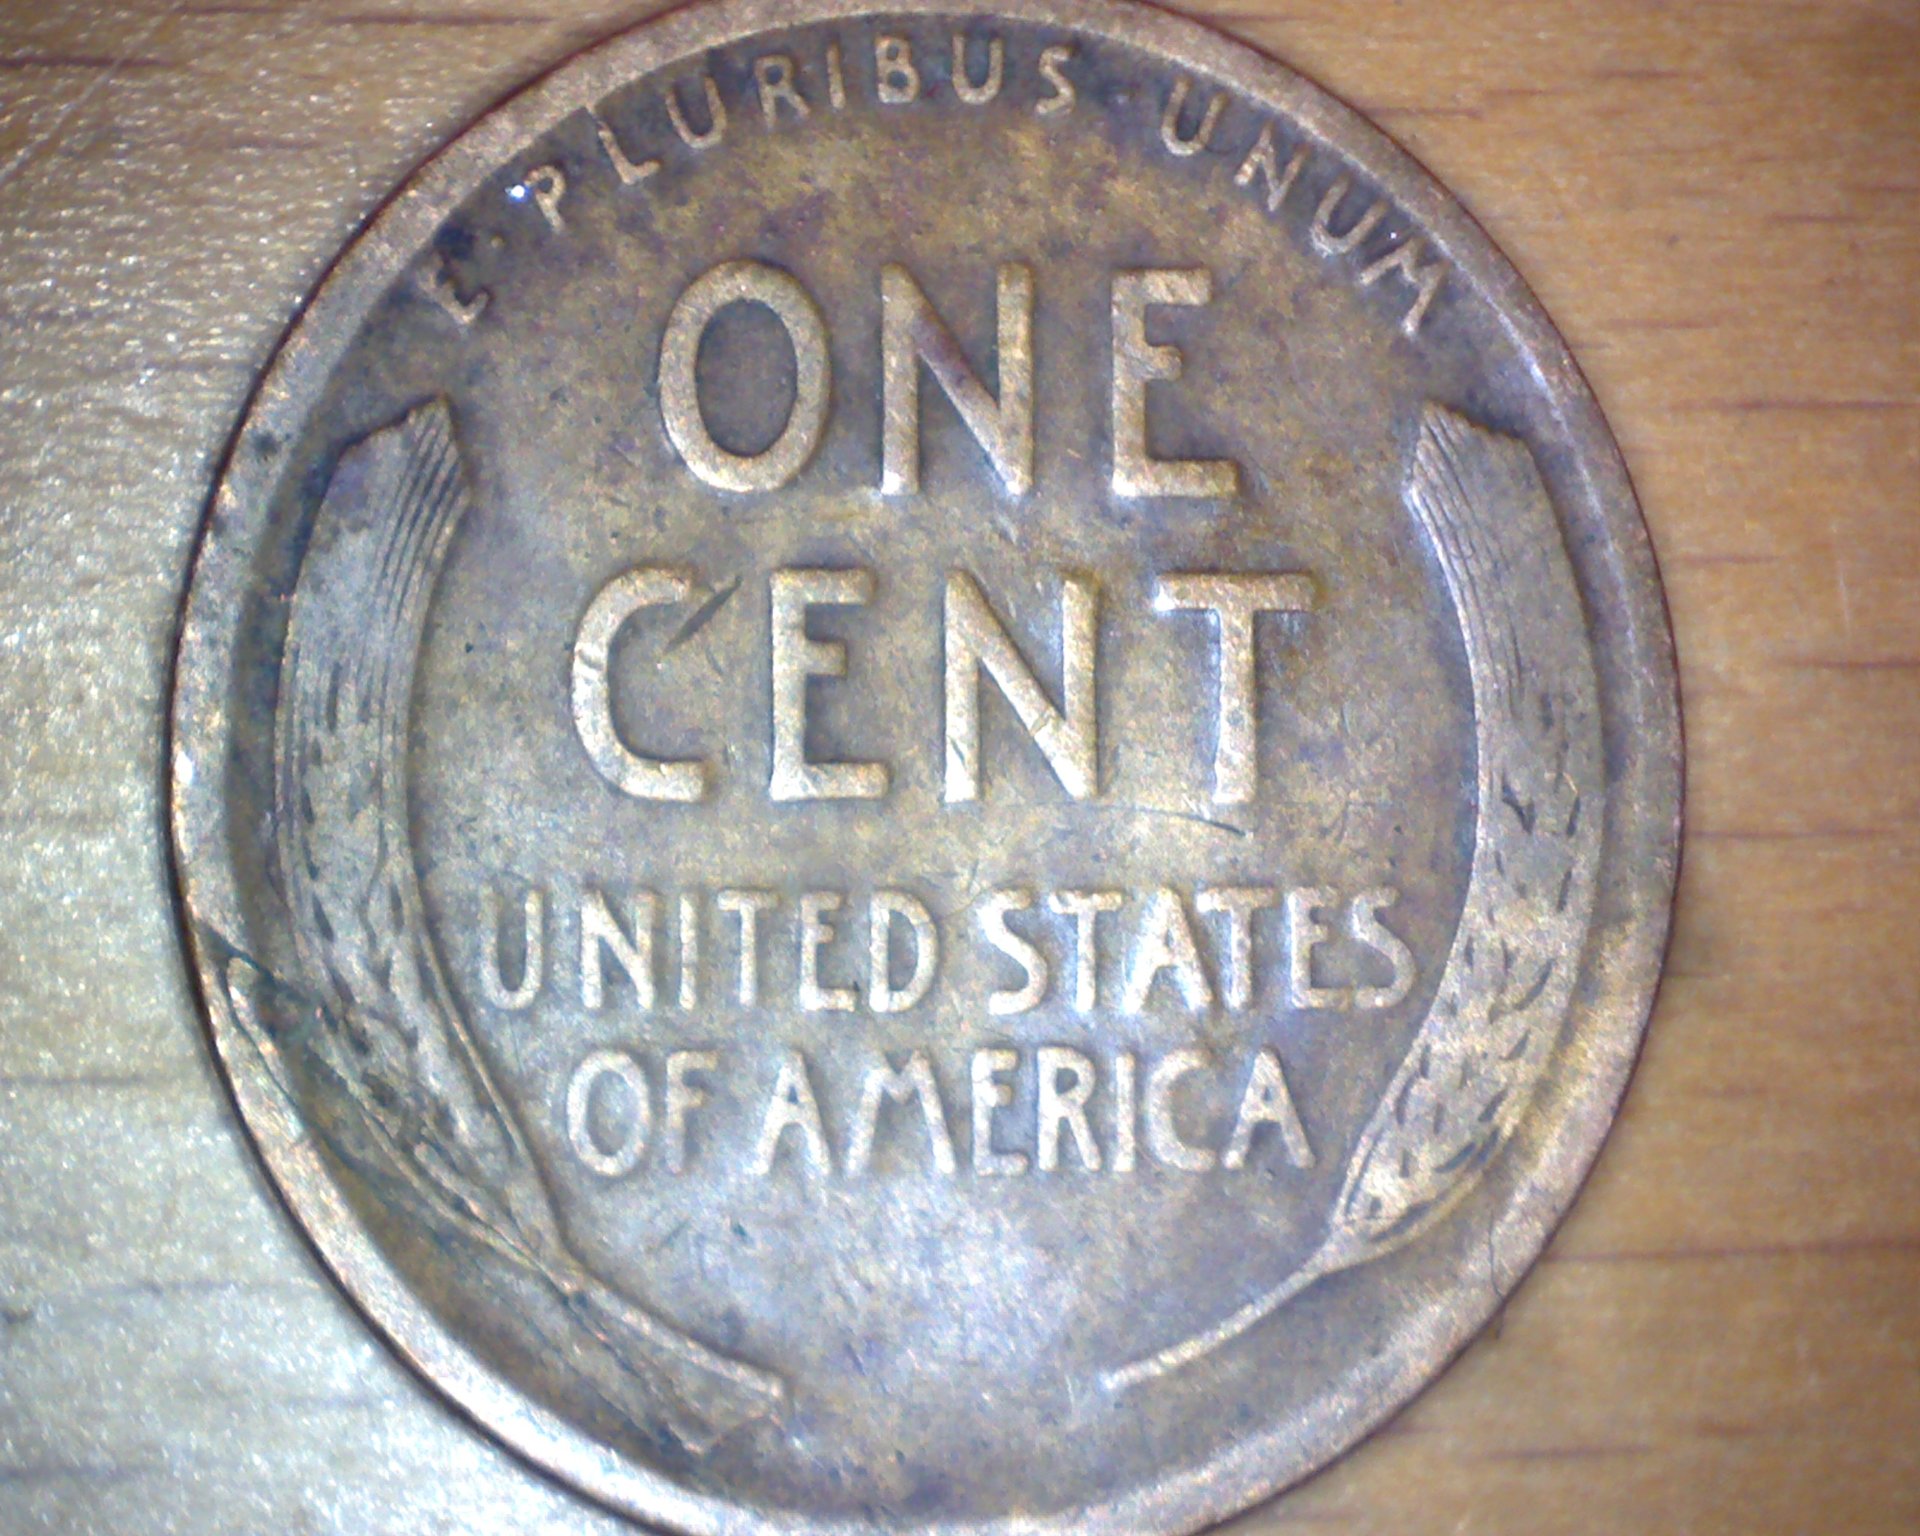 E·PLURIBUS·UNUM
ONE
CENT
UNITED STATES
OF AMERICA